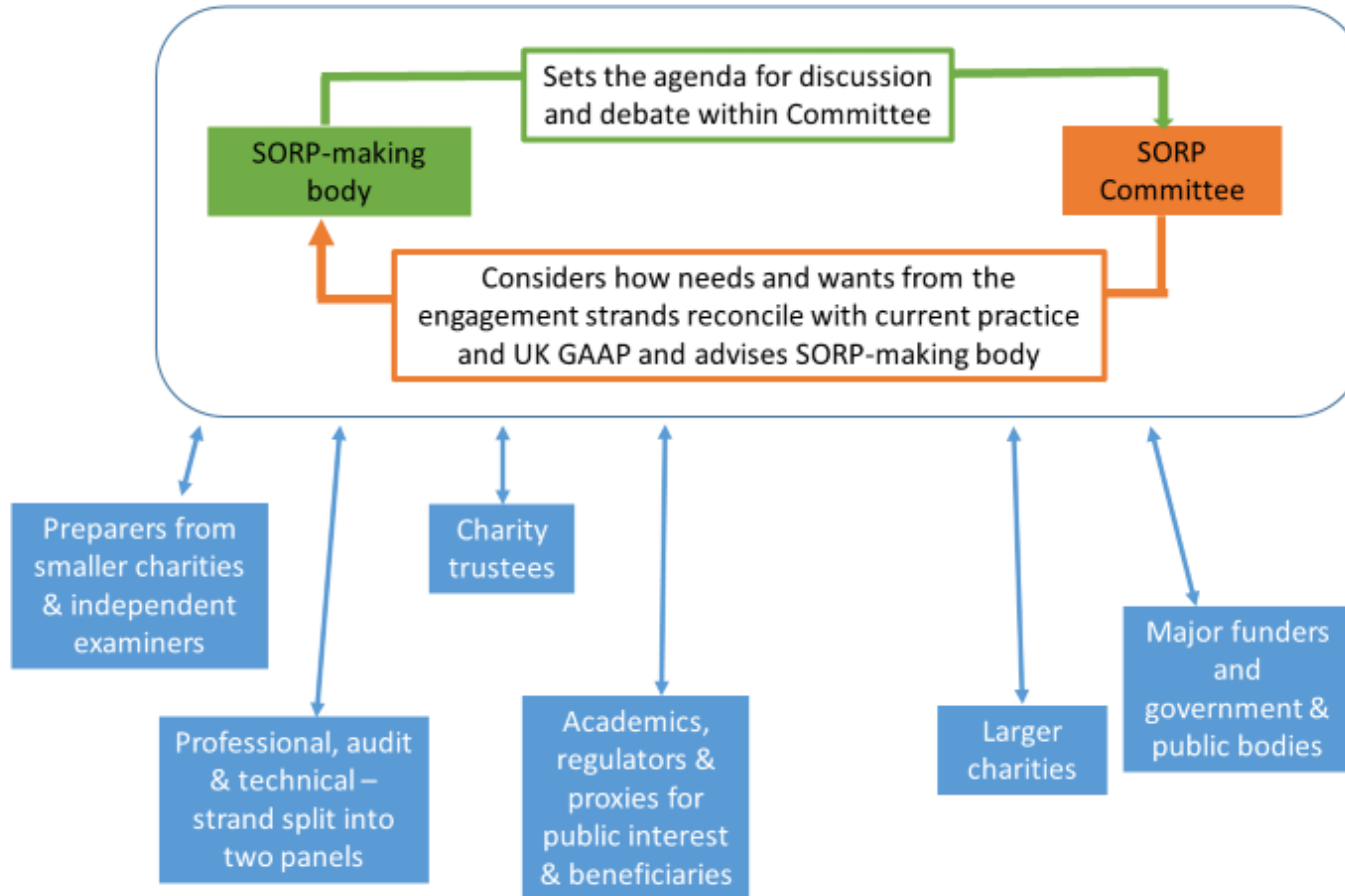 Sets the agenda for discussion
and debate within Committee
SORP-making
body
SORP
Committee
Considers how needs and wants from the
engagement strands reconcile with current practice
and UK GAAP and advises SORP-making body
Preparers from
smaller charities
& independent
examiners
Professional, audit
& technical –
strand split into
two panels
Charity
trustees
Academics,
regulators &
proxies for
public interest
& beneficiaries
Larger
charities
Major funders
and
government &
public bodies